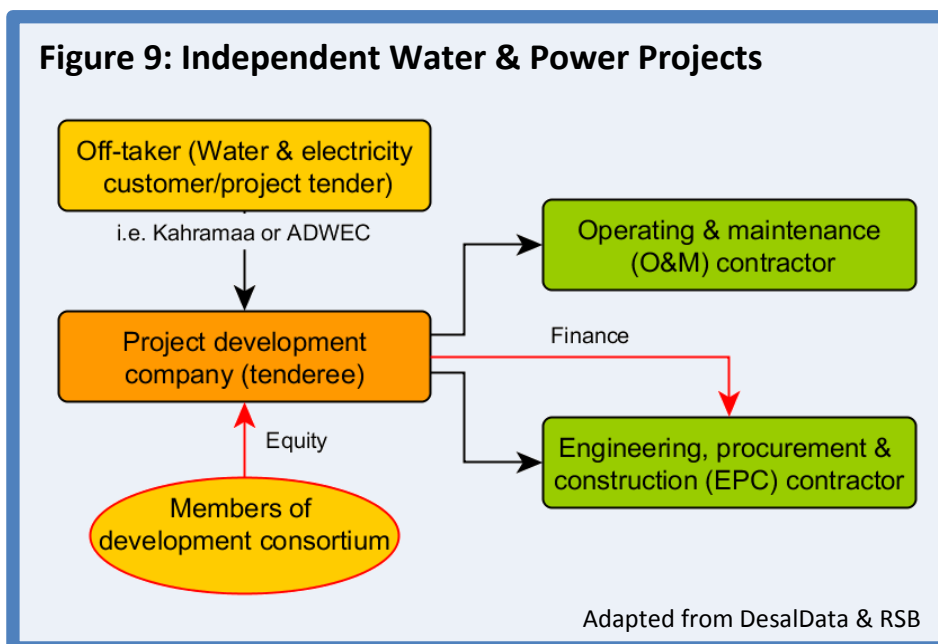 Figure 9: Independent Water & Power Projects
Off-taker (Water & electricity
customer/project tender)
i.e. Kahramaa or ADWEC
Operating & maintenance
(O&M) contractor
Project development
company (tenderee)
Finance
Equity
Engineering, procurement &
construction (EPC) contractor
Members of
development consortium
Adapted from DesalData & RSB